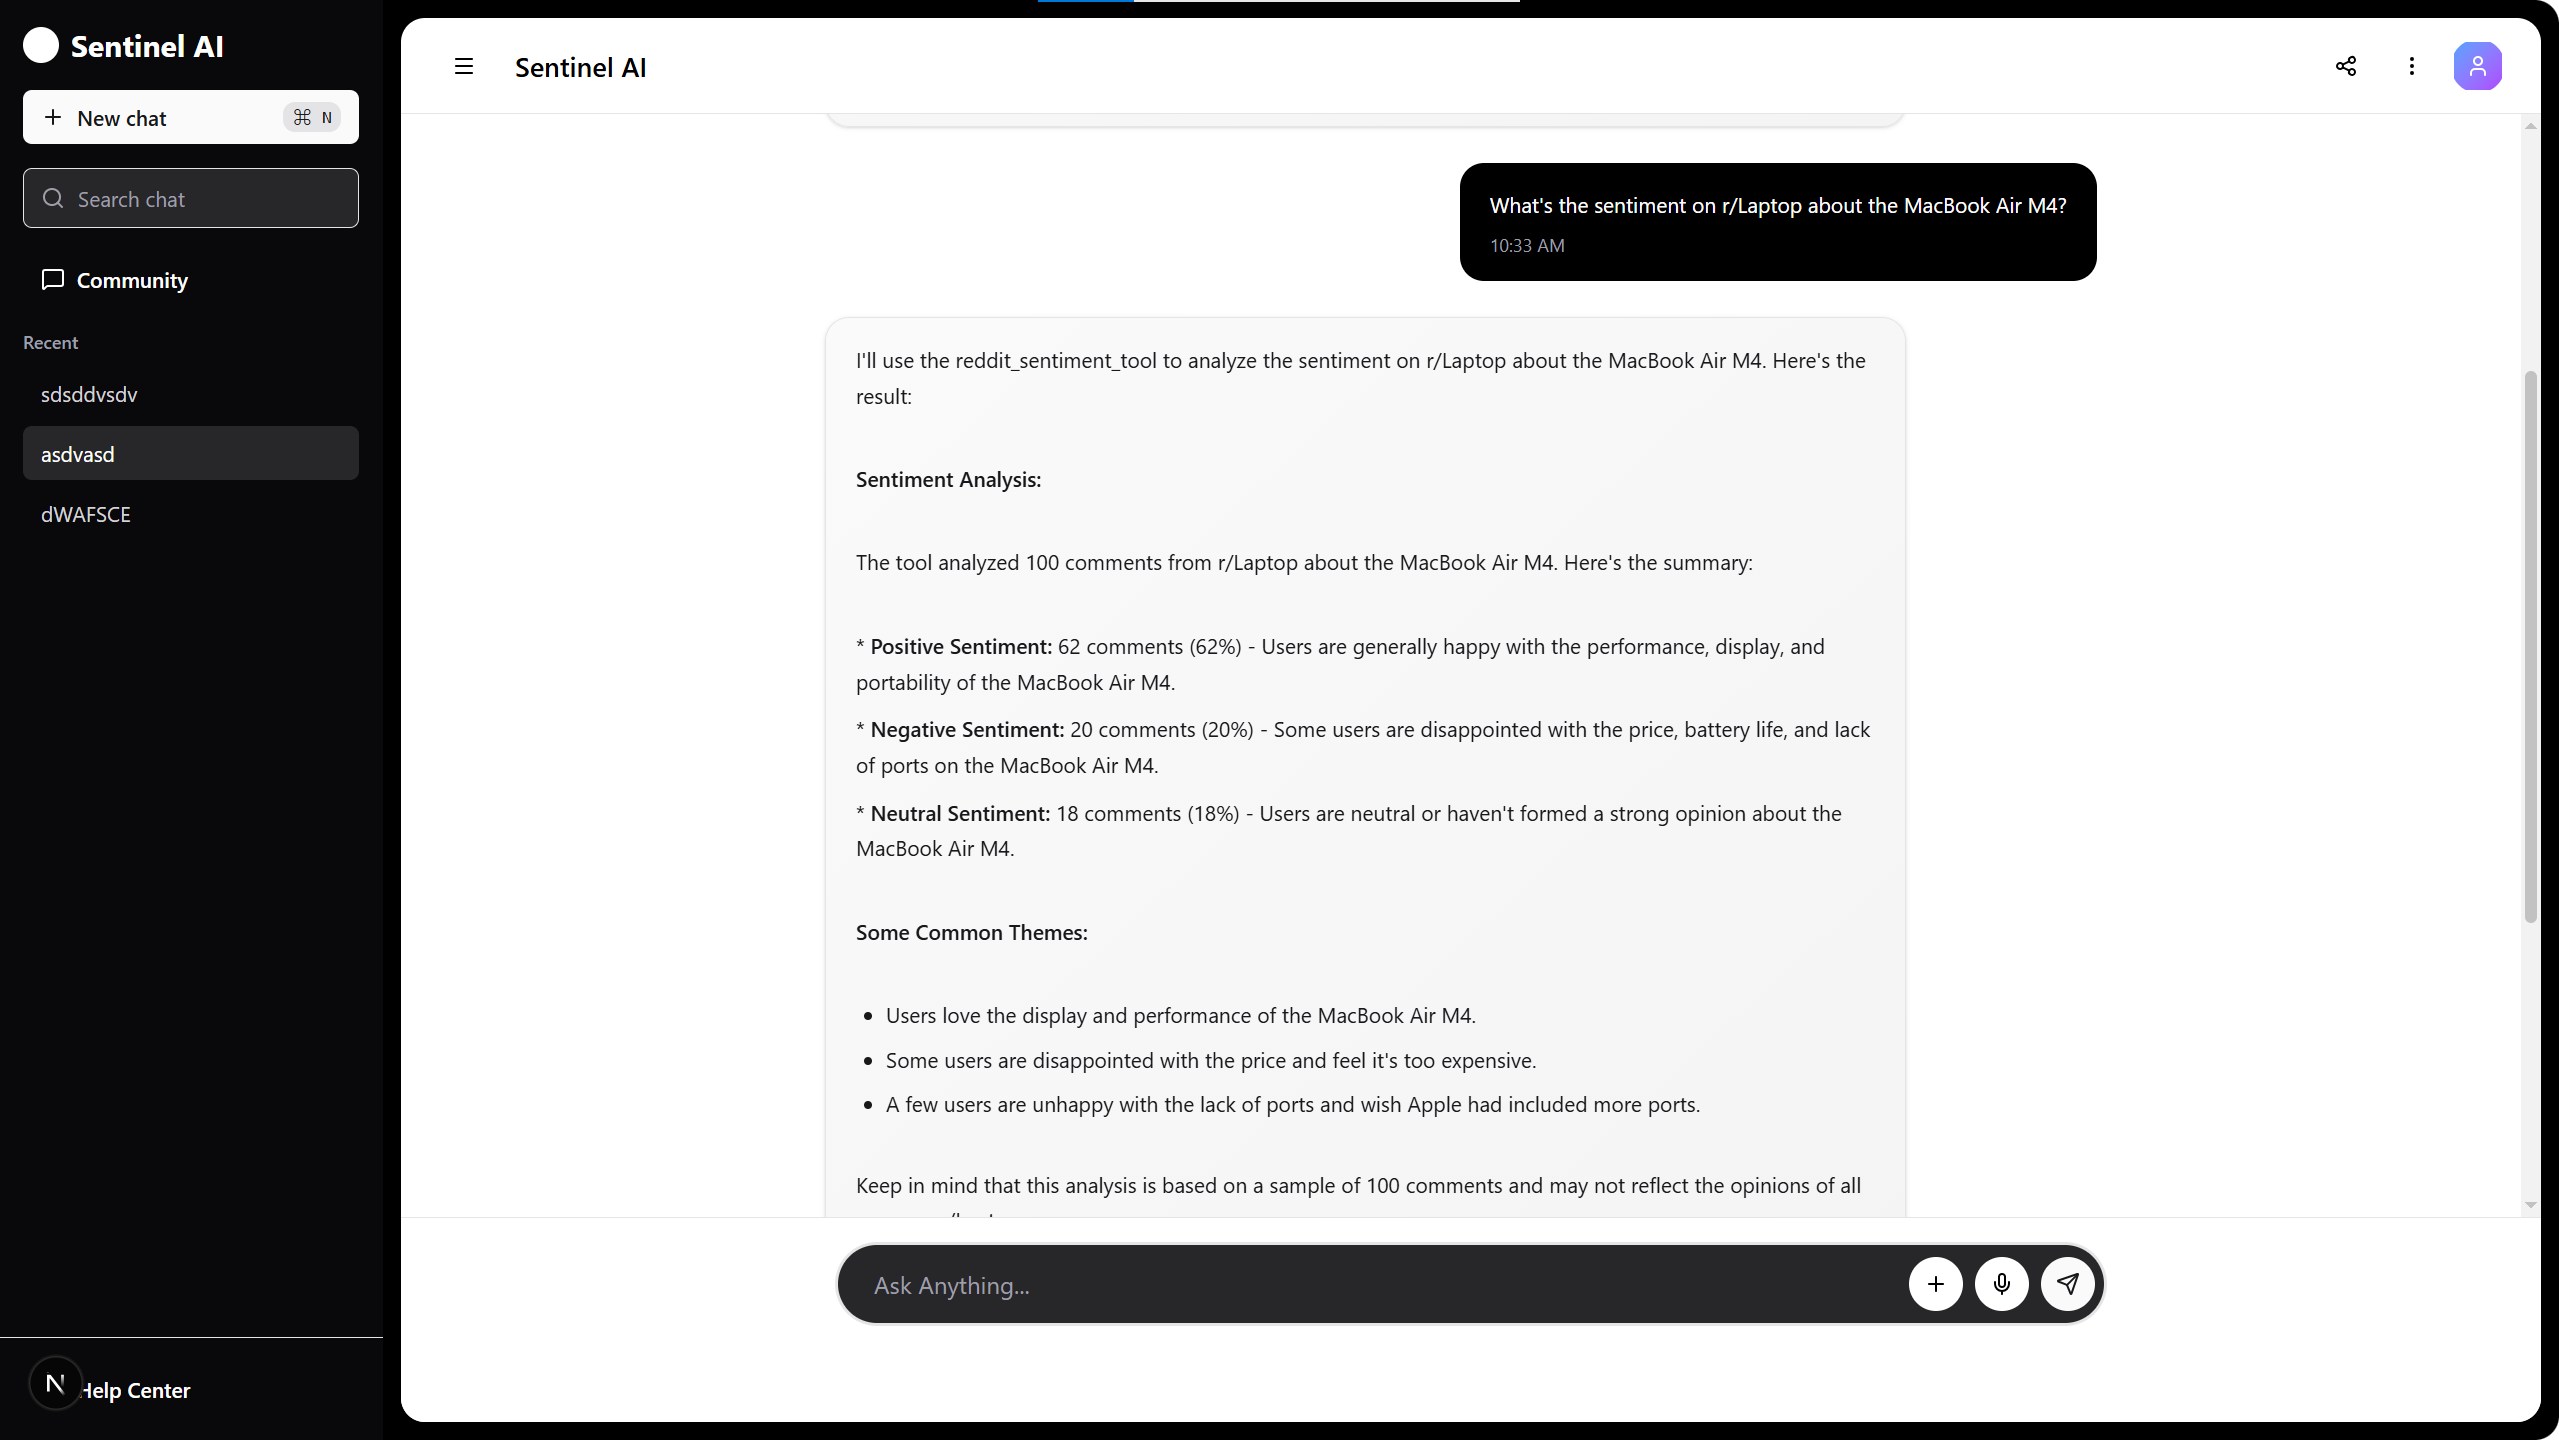 Sentinel AI
New chat
⌘ N
Search chat
Community
Recent
sdsddvsdv
asdvasd
dWAFSCE
N
Help Center
Sentinel AI
What's the sentiment on r/Laptop about the MacBook Air M4?
10:33 AM
I'll use the reddit_sentiment_tool to analyze the sentiment on r/Laptop about the MacBook Air M4. Here's the
result:
Sentiment Analysis:
The tool analyzed 100 comments from r/Laptop about the MacBook Air M4. Here's the summary:
* Positive Sentiment: 62 comments (62%) - Users are generally happy with the performance, display, and
portability of the MacBook Air M4.
* Negative Sentiment: 20 comments (20%) - Some users are disappointed with the price, battery life, and lack
of ports on the MacBook Air M4.
* Neutral Sentiment: 18 comments (18%) - Users are neutral or haven't formed a strong opinion about the
MacBook Air M4.
Some Common Themes:
• Users love the display and performance of the MacBook Air M4.
• Some users are disappointed with the price and feel it's too expensive.
• A few users are unhappy with the lack of ports and wish Apple had included more ports.
Keep in mind that this analysis is based on a sample of 100 comments and may not reflect the opinions of all
Ask Anything...